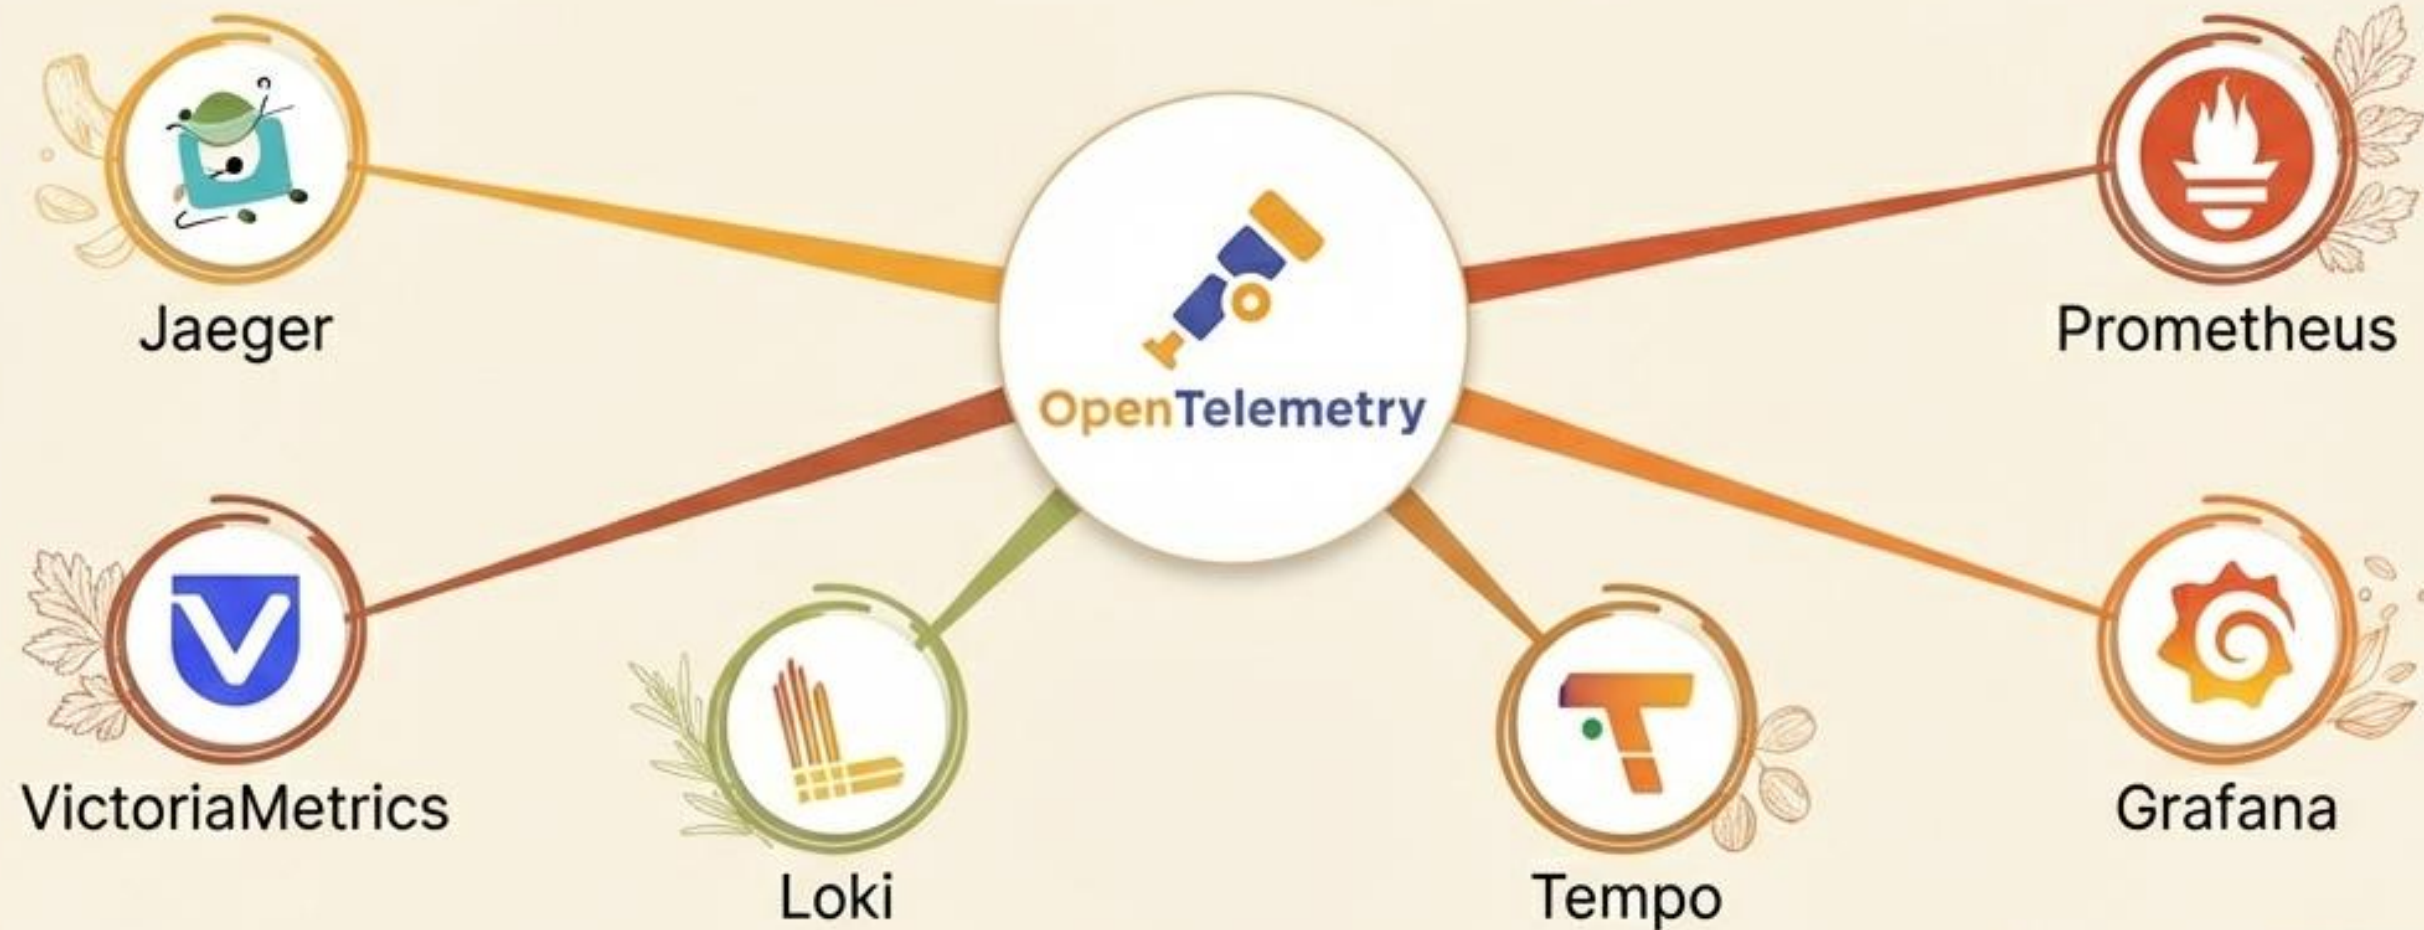 Jaeger
Prometheus
OpenTelemetry
VictoriaMetrics
Grafana
Loki
Tempo